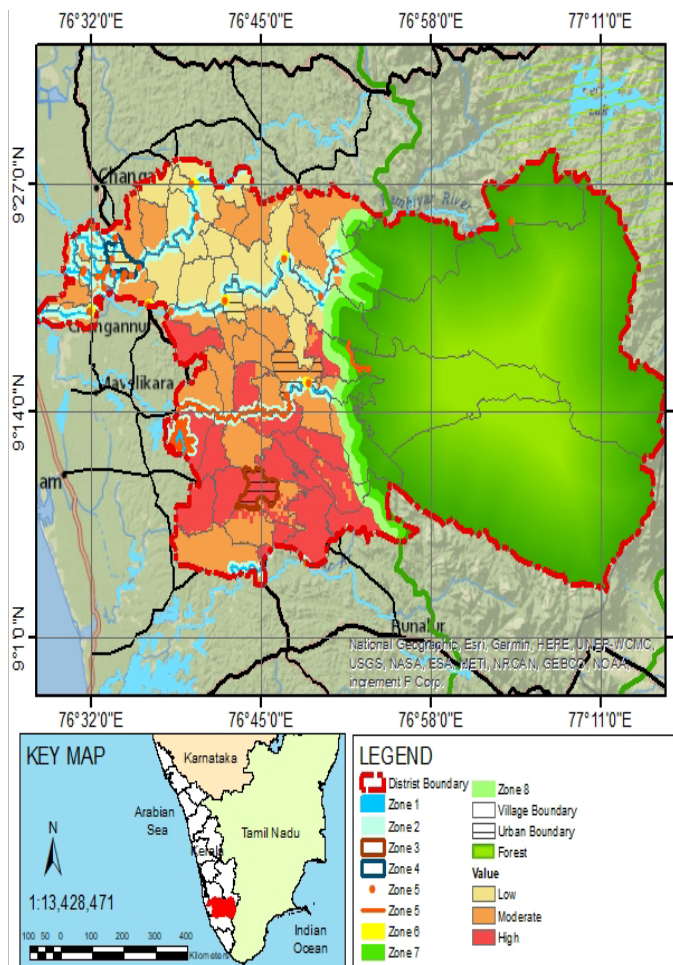 76°32'0"E 76°45'0"E 76°58'0"E 77°11'0"E
9°27'0"N
9°14'0"N
9°1'0"N
Changa
River
Mavelikara
am
National Geographic, Esri, Garmin, HERE, UNEP-WCMC,
USGS, NASA, ESA, METI, NRCAN, GEBCO, NOAA,
increment P Corp.
76°32'0"E 76°45'0"E 76°58'0"E 77°11'0"E
KEY MAP
Karnataka
Arabian
Sea
Tamil Nadu
Kerala
N
1:13,428,471
100 50 0 100 200 300 400
Kilometers
Indian
Ocean
LEGEND
District Boundary
Zone 1
Zone 2
Zone 3
Zone 4
Zone 5
Zone 5
Zone 6
Zone 7
Zone 8
Village Boundary
Urban Boundary
Forest
Value
Low
Moderate
High